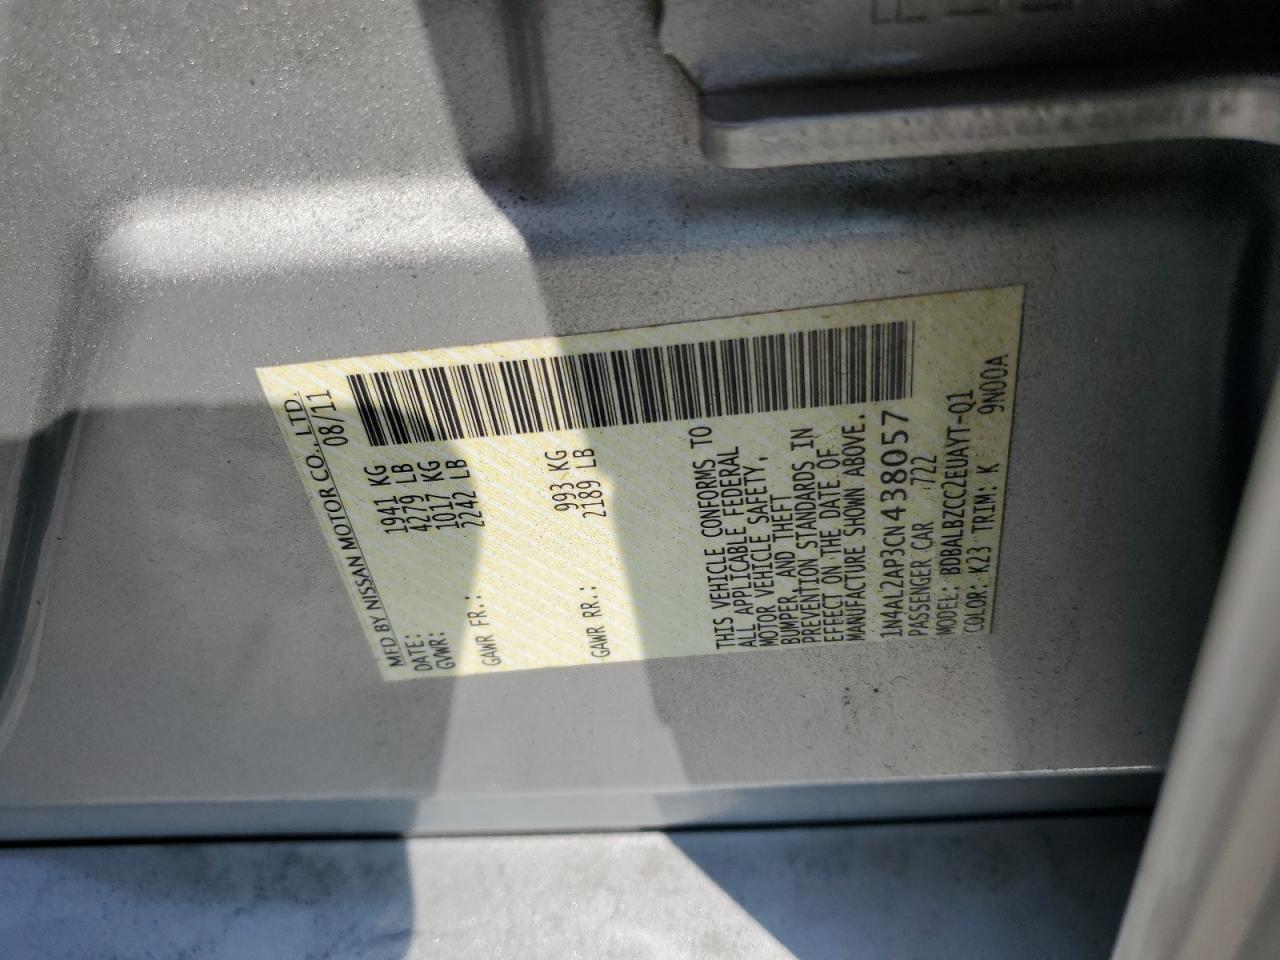 MFD BY NISSAN MOTOR CO., LTD.
DATE: 08/11
GVWR: 1941 KG
4279 LB
GAWR FR.: 1017 KG
2242 LB
GAWR RR.: 993 KG
2189 LB
THIS VEHICLE CONFORMS TO
ALL APPLICABLE FEDERAL
MOTOR VEHICLE SAFETY,
BUMPER, AND THEFT
PREVENTION STANDARDS IN
EFFECT ON THE DATE OF
MANUFACTURE SHOWN ABOVE.
1N4AL2AP3CN438057
PASSENGER CAR 722
MODEL: BDBALBZCC2EUAYT-Q1
COLOR: K23 TRIM: K 9N00A